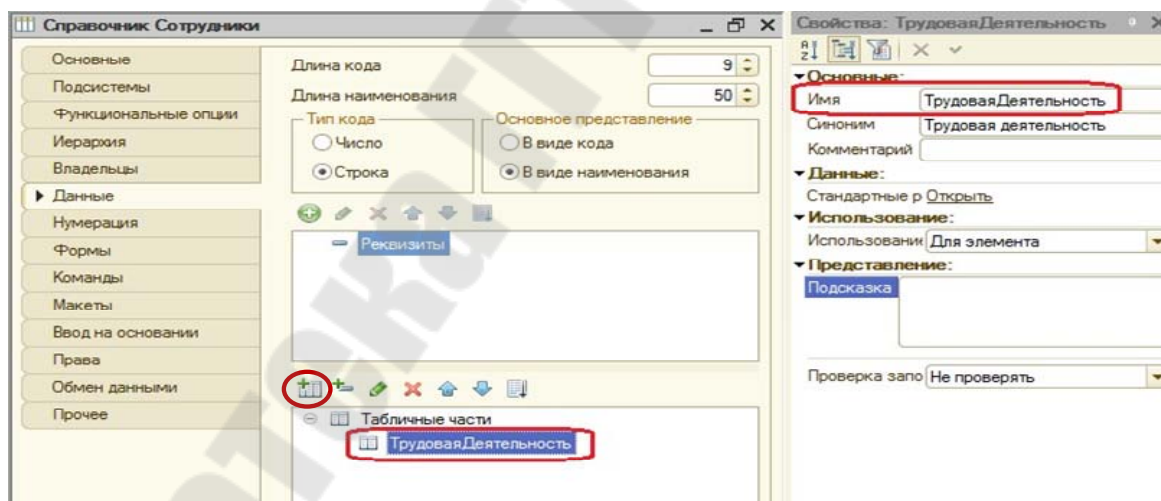 Справочник Сотрудники
Основные
Подсистемы
Функциональные опции
Иерархия
Владельцы
Данные
Нумерация
Формы
Команды
Макеты
Ввод на основании
Права
Обмен данными
Прочее
Длина кода 9
Длина наименования 50
Тип кода
Число
Строка
Основное представление
В виде кода
В виде наименования
Реквизиты
Табличные части
ТрудоваяДеятельность
Свойства: ТрудоваяДеятельность
Основные:
Имя ТрудоваяДеятельность
Синоним Трудовая деятельность
Комментарий
Данные:
Стандартные р Открыть
Использование:
Использовани Для элемента
Представление:
Подсказка
Проверка запо Не проверять